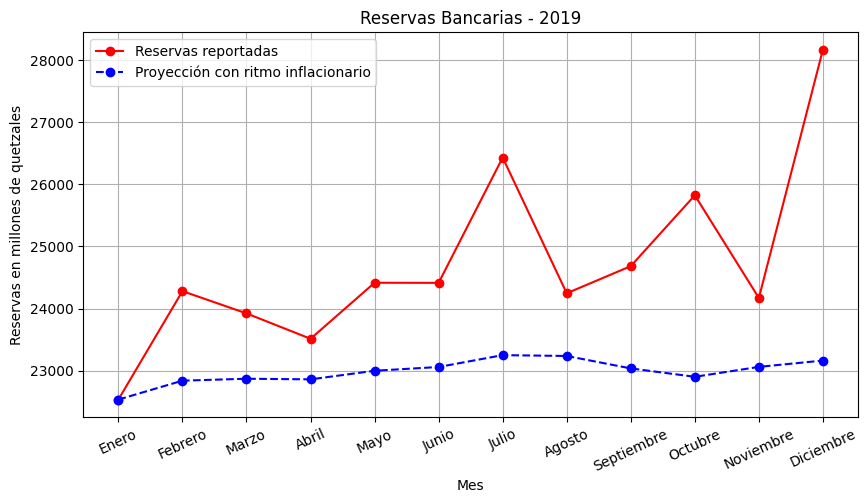 Reservas Bancarias - 2019
Reservas reportadas
Proyección con ritmo inflacionario
Reservas en millones de quetzales
28000
27000
26000
25000
24000
23000
Enero
Febrero
Marzo
Abril
Mayo
Junio
Julio
Agosto
Septiembre
Octubre
Noviembre
Diciembre
Mes